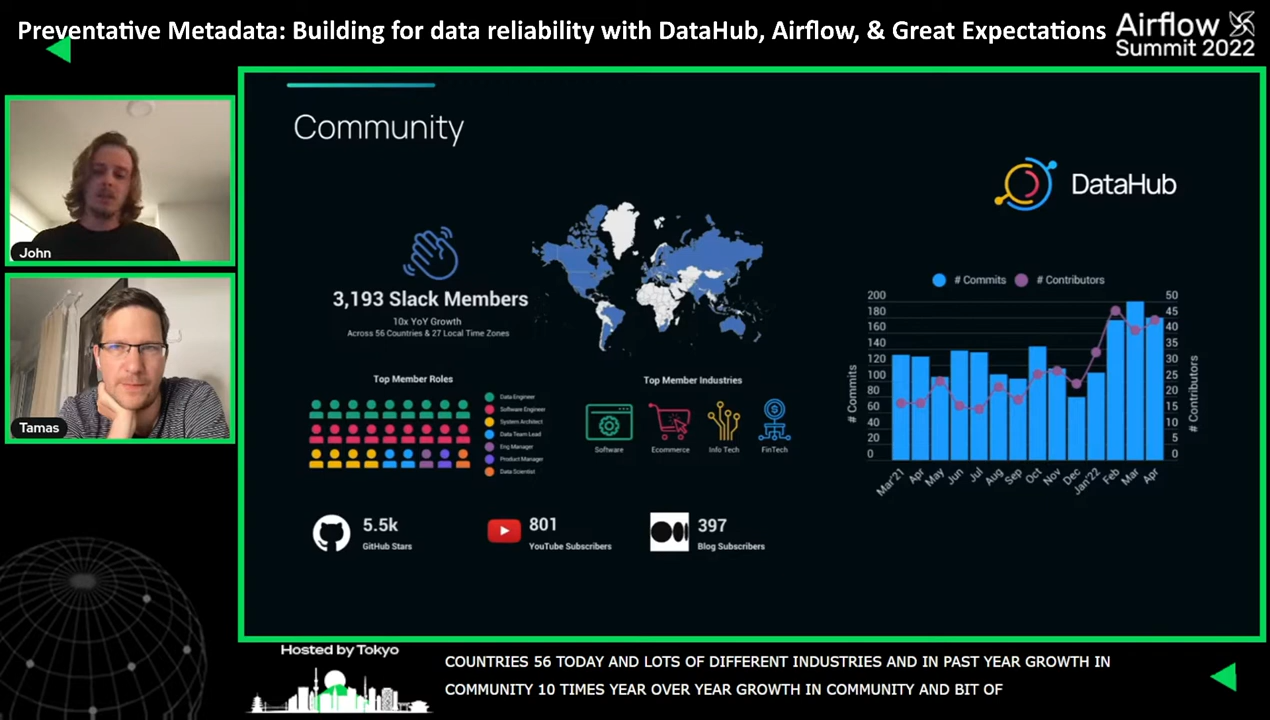 Preventative Metadata: Building for data reliability with DataHub, Airflow, & Great Expectations
Airflow
Summit 2022
John
Tamas
Community
DataHub
3,193 Slack Members
10x YoY Growth
Across 56 Countries & 27 Local Time Zones
Top Member Roles
Data Engineer
Software Engineer
System Architect
Data Team Lead
Eng Manager
Product Manager
Data Scientist
Top Member Industries
Software
Ecommerce
Info Tech
FinTech
5.5k
GitHub Stars
801
YouTube Subscribers
397
Blog Subscribers
# Commits
# Contributors
# Commits
200
180
160
140
120
100
80
60
40
20
0
50
45
40
35
30
25
20
15
10
5
0
# Contributors
Mar'21
Apr
May
Jun
Jul
Aug
Sep
Oct
Nov
Dec
Jan'22
Feb
Mar
Apr
Hosted by Tokyo
COUNTRIES 56 TODAY AND LOTS OF DIFFERENT INDUSTRIES AND IN PAST YEAR GROWTH IN
COMMUNITY 10 TIMES YEAR OVER YEAR GROWTH IN COMMUNITY AND BIT OF